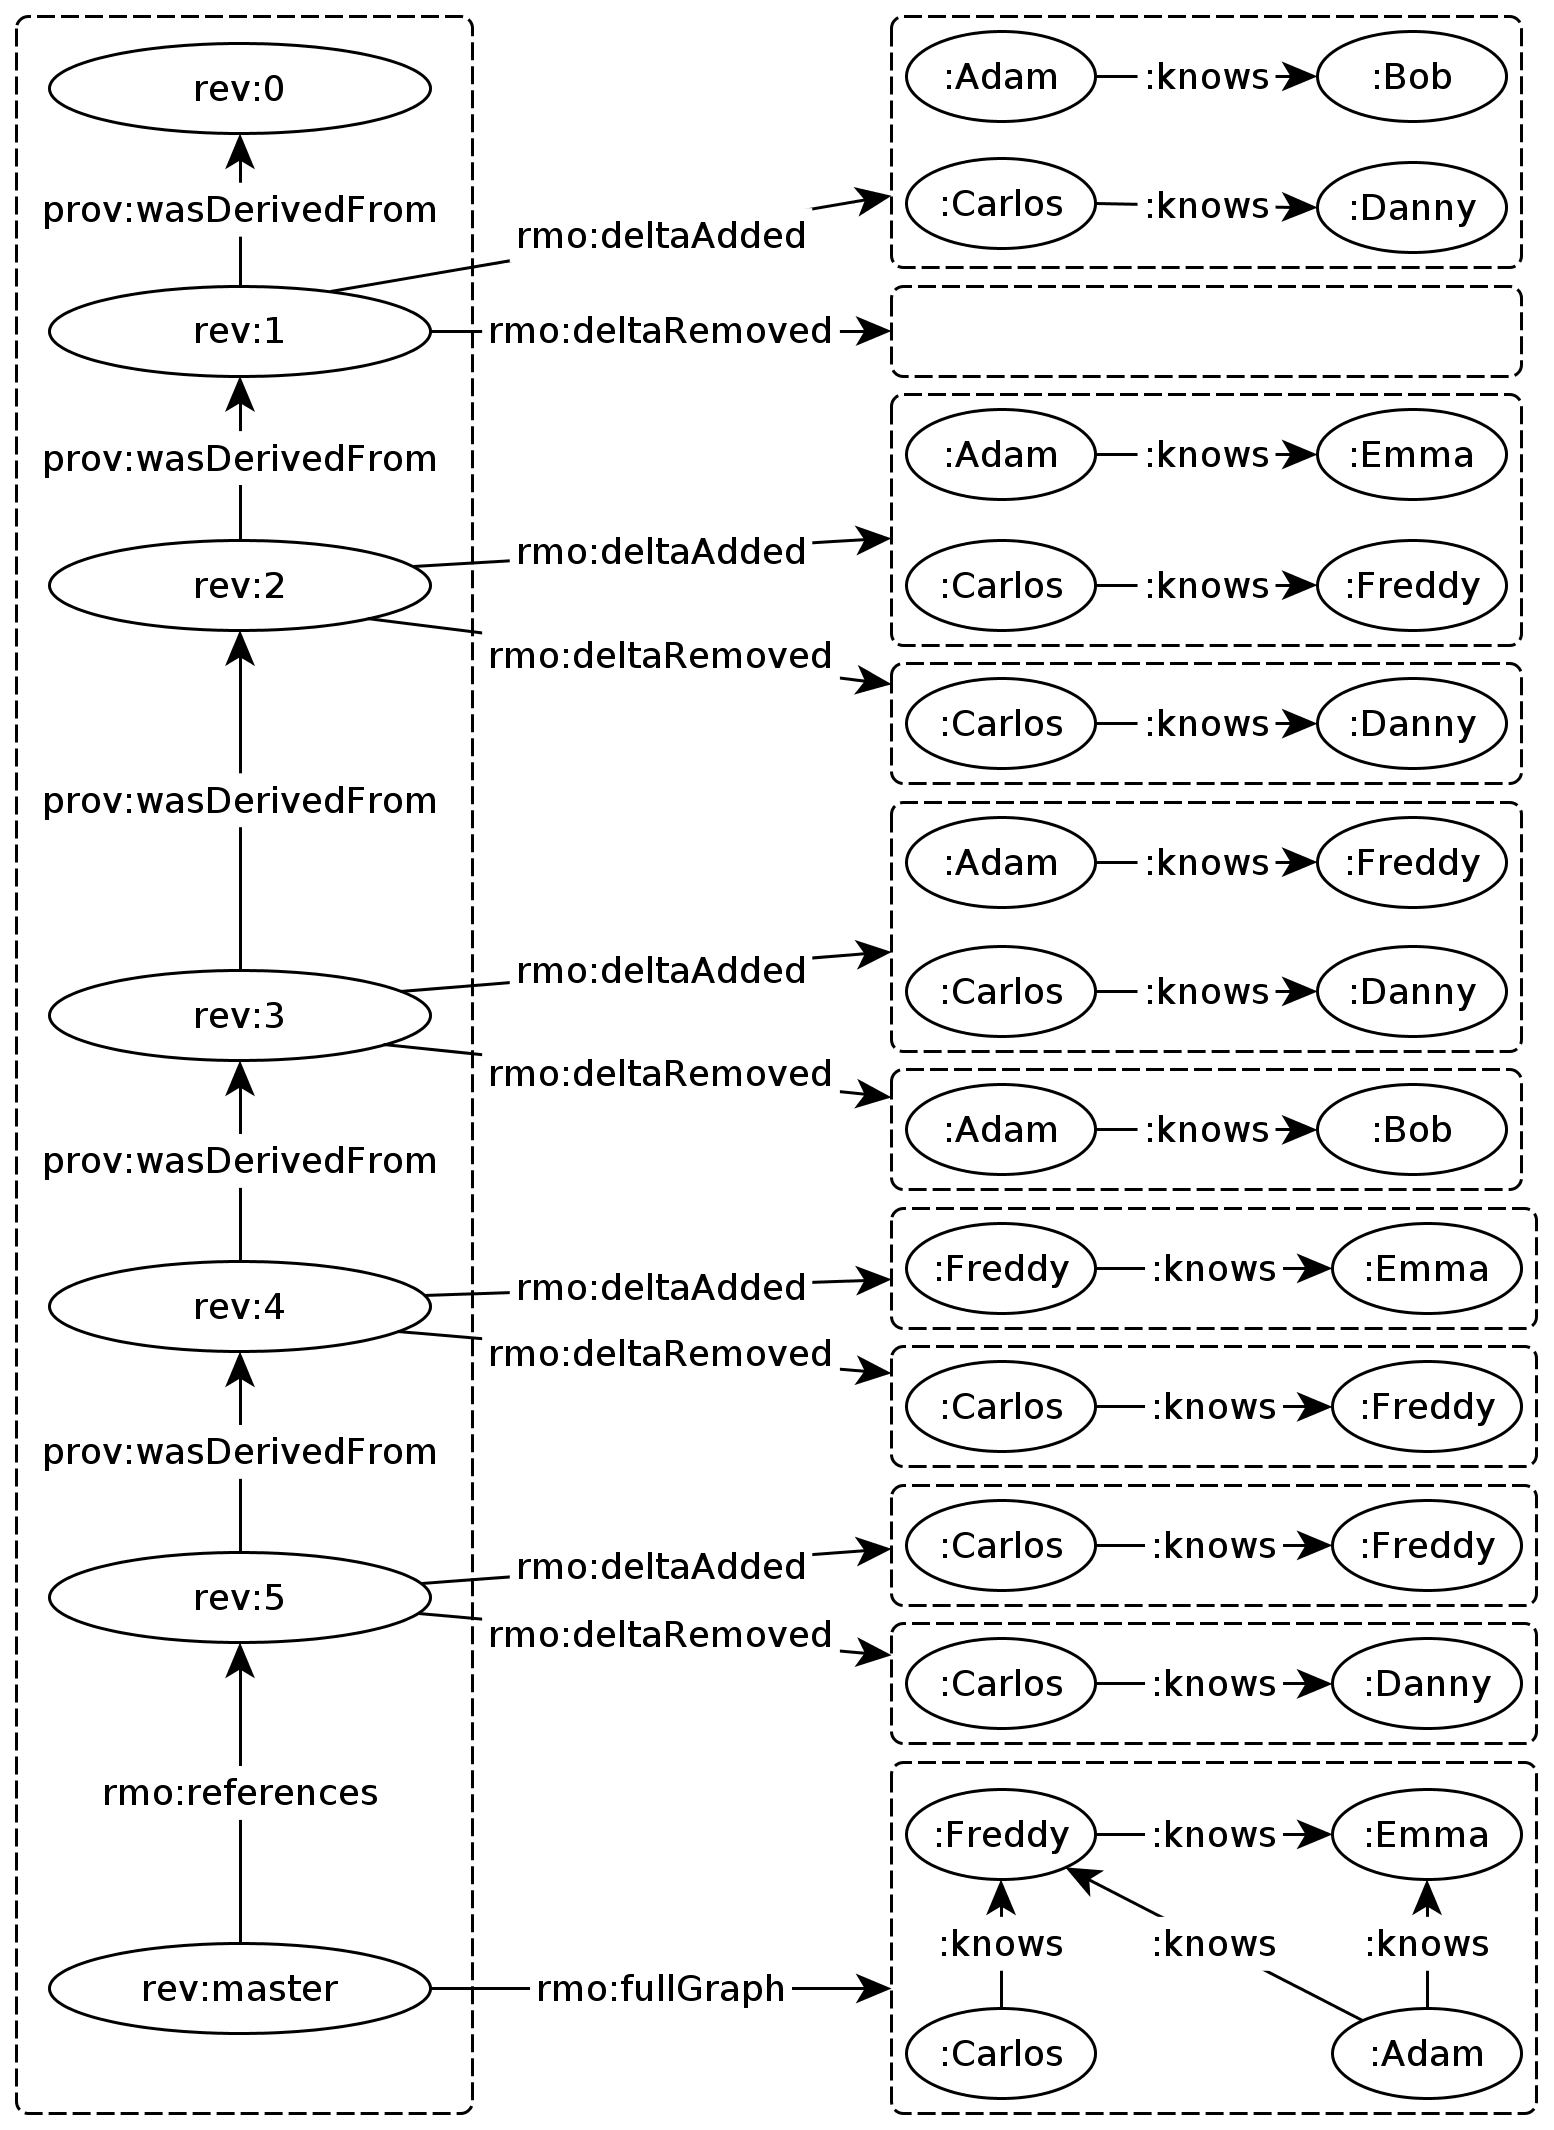 rev:0
prov:wasDerivedFrom
rev:1
prov:wasDerivedFrom
rev:2
prov:wasDerivedFrom
rev:3
prov:wasDerivedFrom
rev:4
prov:wasDerivedFrom
rev:5
rmo:references
rev:master
rmo:deltaAdded
:Adam :knows :Bob
:Carlos :knows :Danny
rmo:deltaRemoved
rmo:deltaAdded
:Adam :knows :Emma
:Carlos :knows :Freddy
rmo:deltaRemoved
:Carlos :knows :Danny
rmo:deltaAdded
:Adam :knows :Freddy
:Carlos :knows :Danny
rmo:deltaRemoved
:Adam :knows :Bob
rmo:deltaAdded
:Freddy :knows :Emma
rmo:deltaRemoved
:Carlos :knows :Freddy
rmo:deltaAdded
:Carlos :knows :Freddy
rmo:deltaRemoved
:Carlos :knows :Danny
rmo:fullGraph
:Freddy :knows :Emma
:knows :knows :knows
:Carlos :Adam